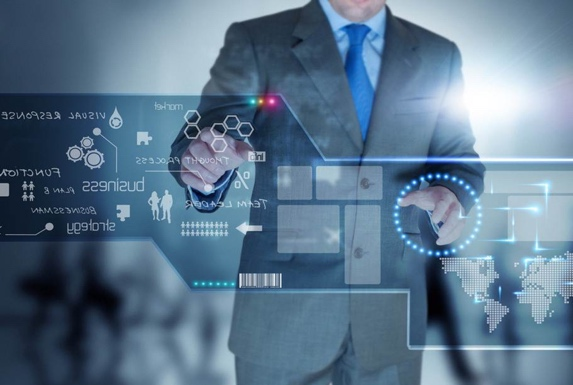 market
VISUAL RESPONSE
THOUGHT PROCESS
FUNCTION
PLAN B
business
%
BUSINESSMAN
TEAM LEADER
strategy